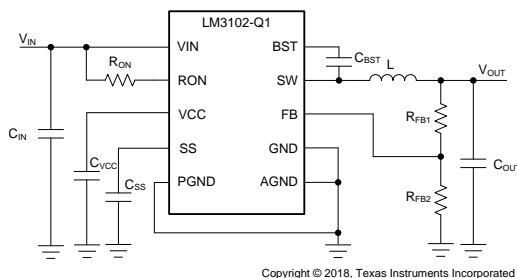 LM3102-Q1
VIN
VIN
BST
CBST
L
VOUT
RON
RON
SW
RFB1
CIN
VCC
FB
CVCC
SS
GND
COUT
CSS
PGND
AGND
RFB2
Copyright © 2018, Texas Instruments Incorporated